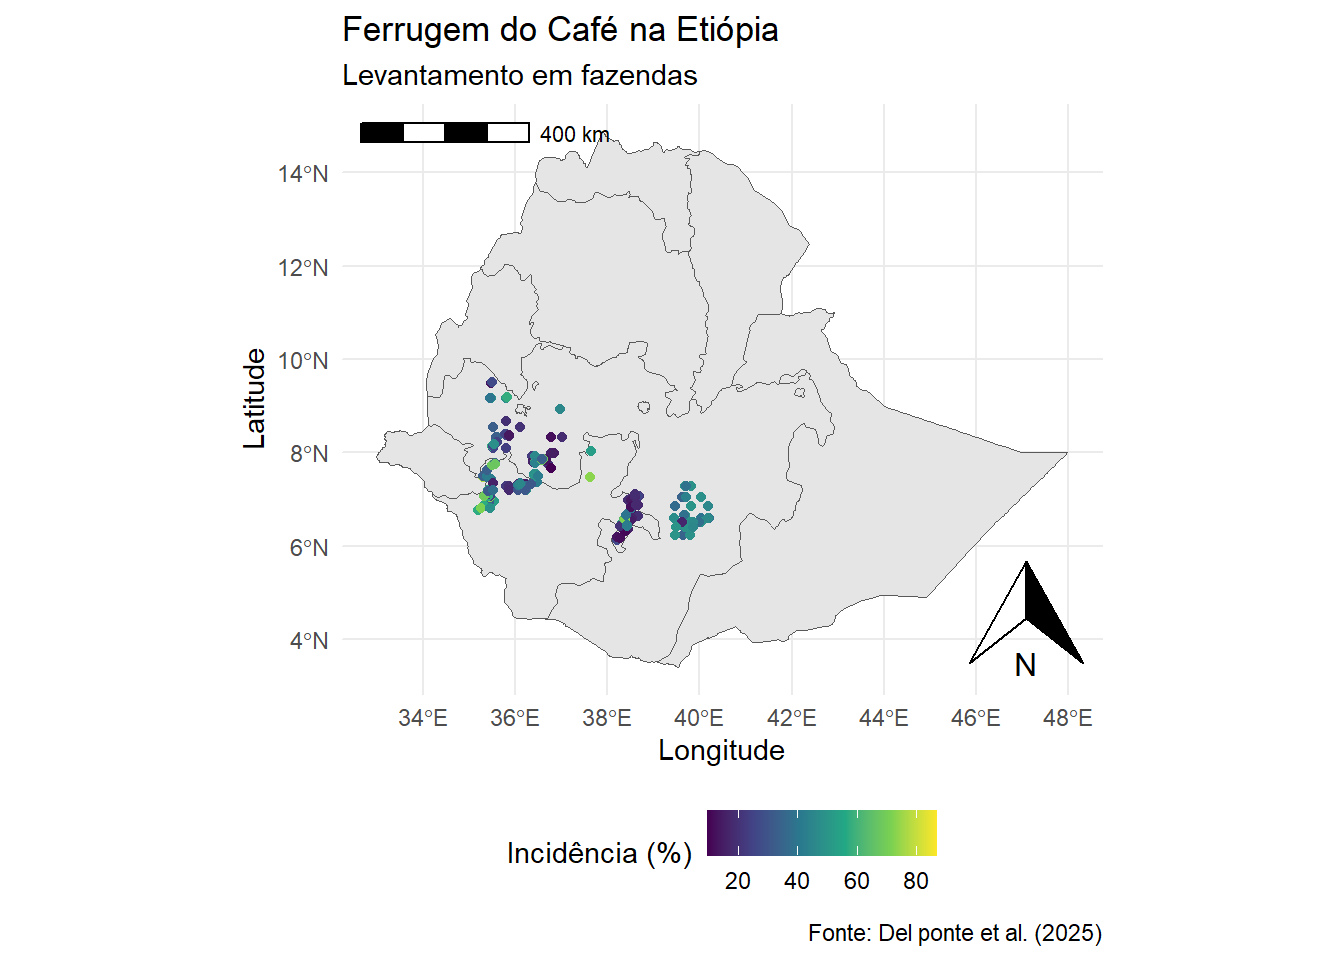 Ferrugem do Café na Etiópia
Levantamento em fazendas
400 km
14°N
12°N
10°N
8°N
6°N
4°N
Latitude
N
34°E 36°E 38°E 40°E 42°E 44°E 46°E 48°E
Longitude
Incidência (%)
20 40 60 80
Fonte: Del ponte et al. (2025)